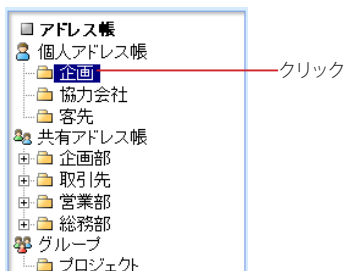 アドレス帳
個人アドレス帳
企画
クリック
協力会社
客先
共有アドレス帳
企画部
取引先
営業部
総務部
グループ
プロジェクト